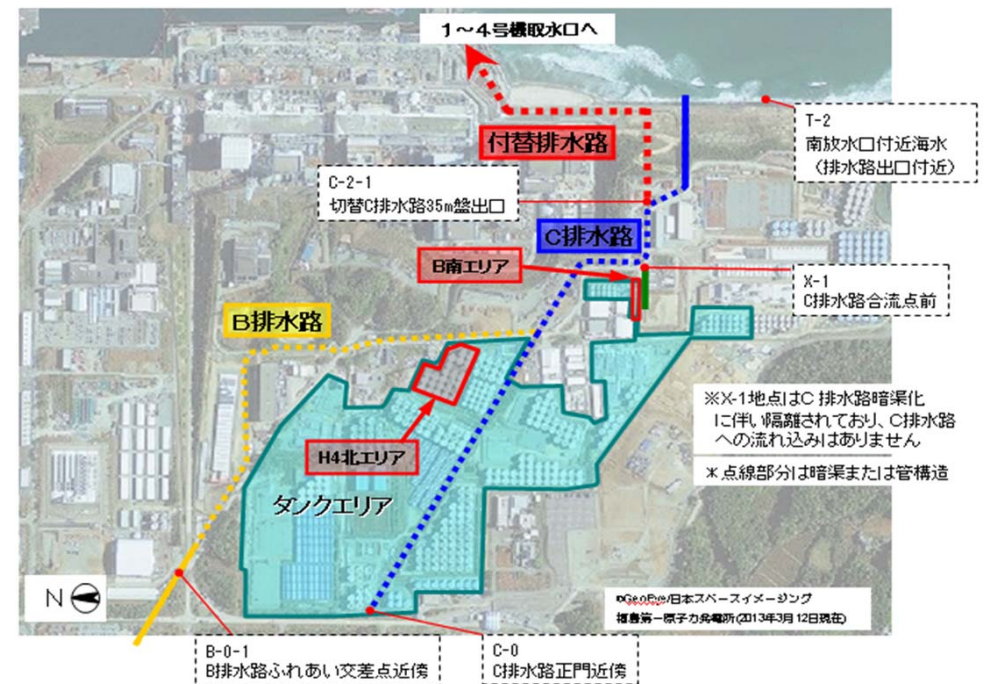 1～4号機取水口へ
T-2
南放水口付近海水
（排水路出口付近）
付替排水路
C-2-1
切替C排水路35m盤出口
C排水路
B南エリア
X-1
C排水路合流点前
B排水路
※X-1地点はC 排水路暗渠化
に伴い隔離されており、C排水路
への流れ込みはありません
＊点線部分は暗渠または管構造
H4北エリア
タンクエリア
N
©GeoEye/日本スペースイメージング
福島第一原子力発電所(2013年3月12日現在)
B-0-1
B排水路ふれあい交差点近傍
C-0
C排水路正門近傍